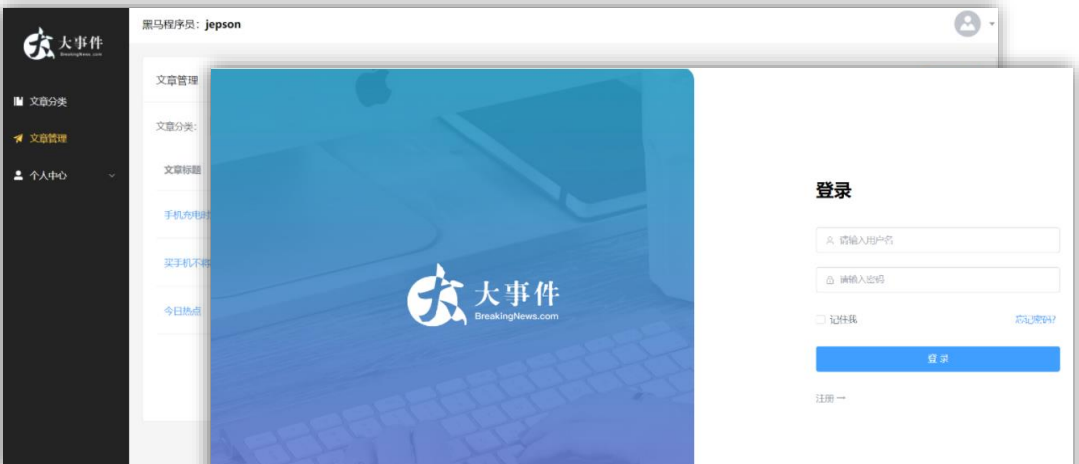 大事件
BreakingNews.com
文章分类
文章管理
个人中心
黑马程序员：jepson
文章管理
文章分类:
文章标题
手机充电时
买手机不
今日热点
大事件
BreakingNews.com
登录
请输入用户名
请输入密码
记住我
忘记密码?
登录
注册 →